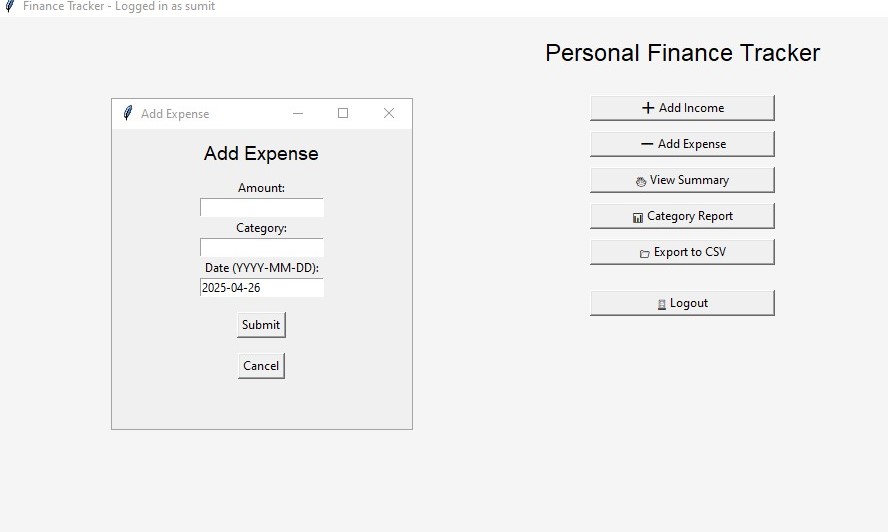 Finance Tracker - Logged in as sumit
Personal Finance Tracker
Add Income
Add Expense
View Summary
Category Report
Export to CSV
Logout
Add Expense
Add Expense
Amount:
Category:
Date (YYYY-MM-DD):
2025-04-26
Submit
Cancel